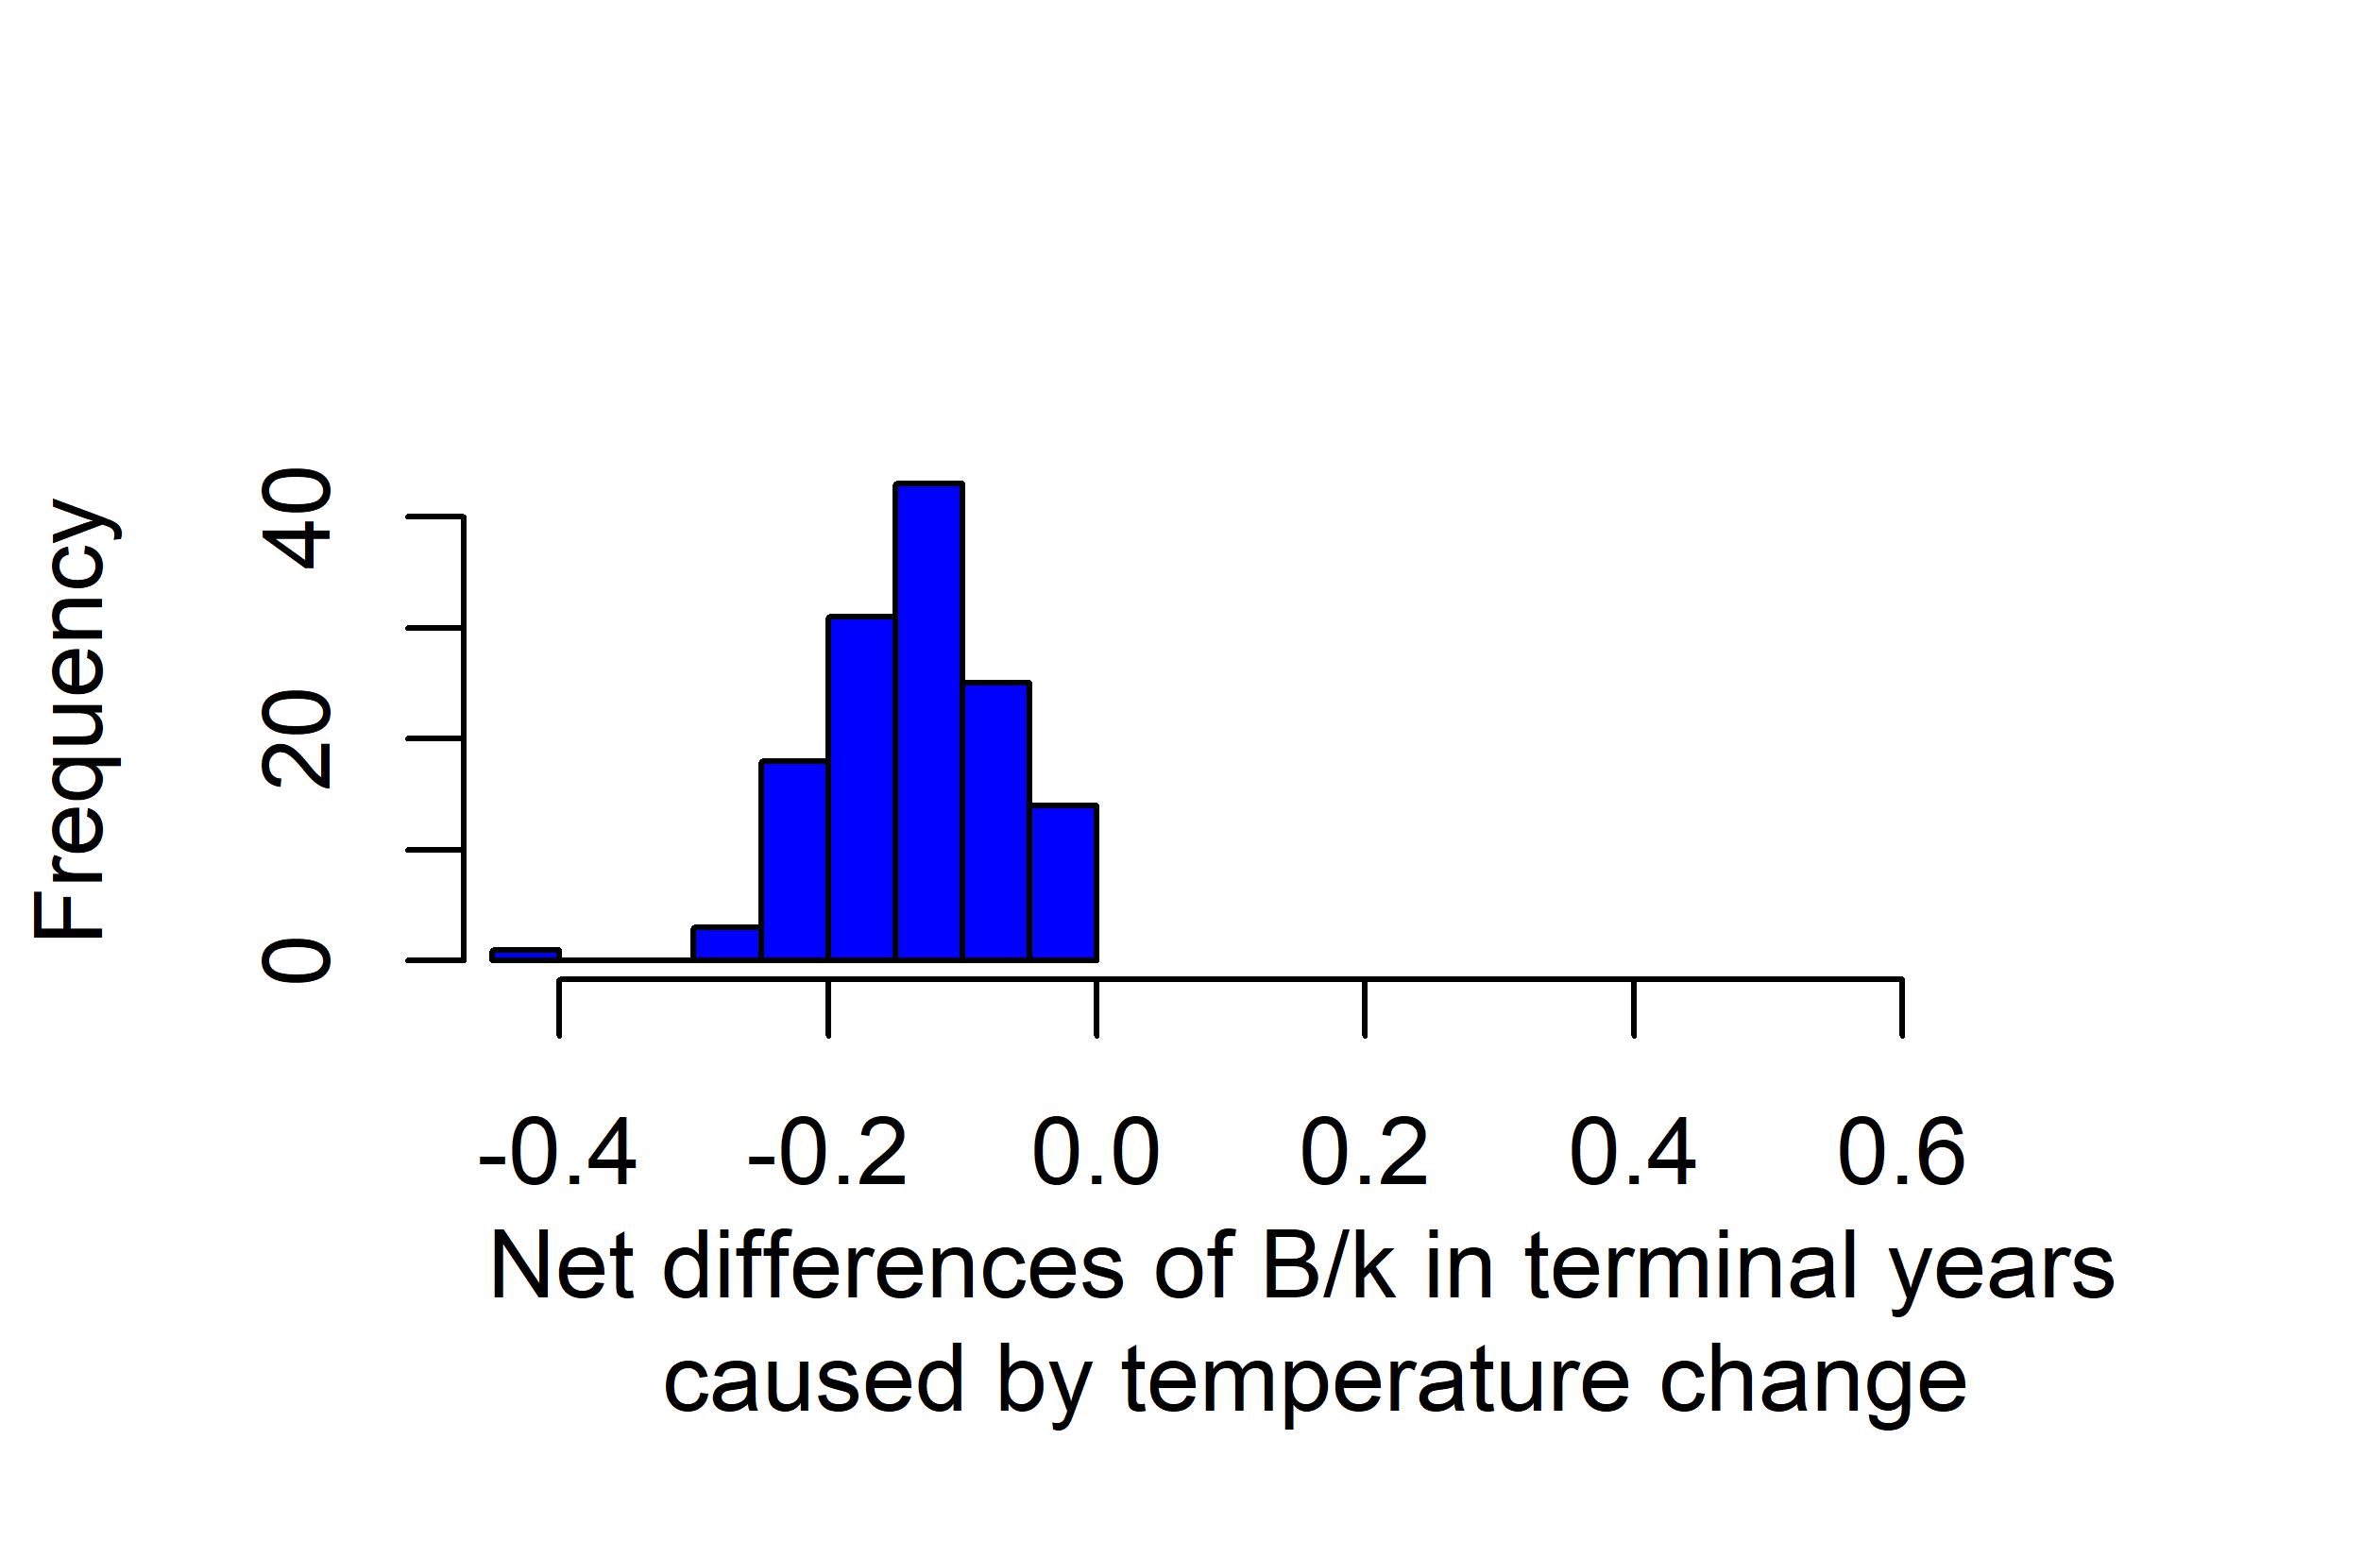 Frequency
40
20
0
-0.4 -0.2 0.0 0.2 0.4 0.6
Net differences of B/k in terminal years
caused by temperature change